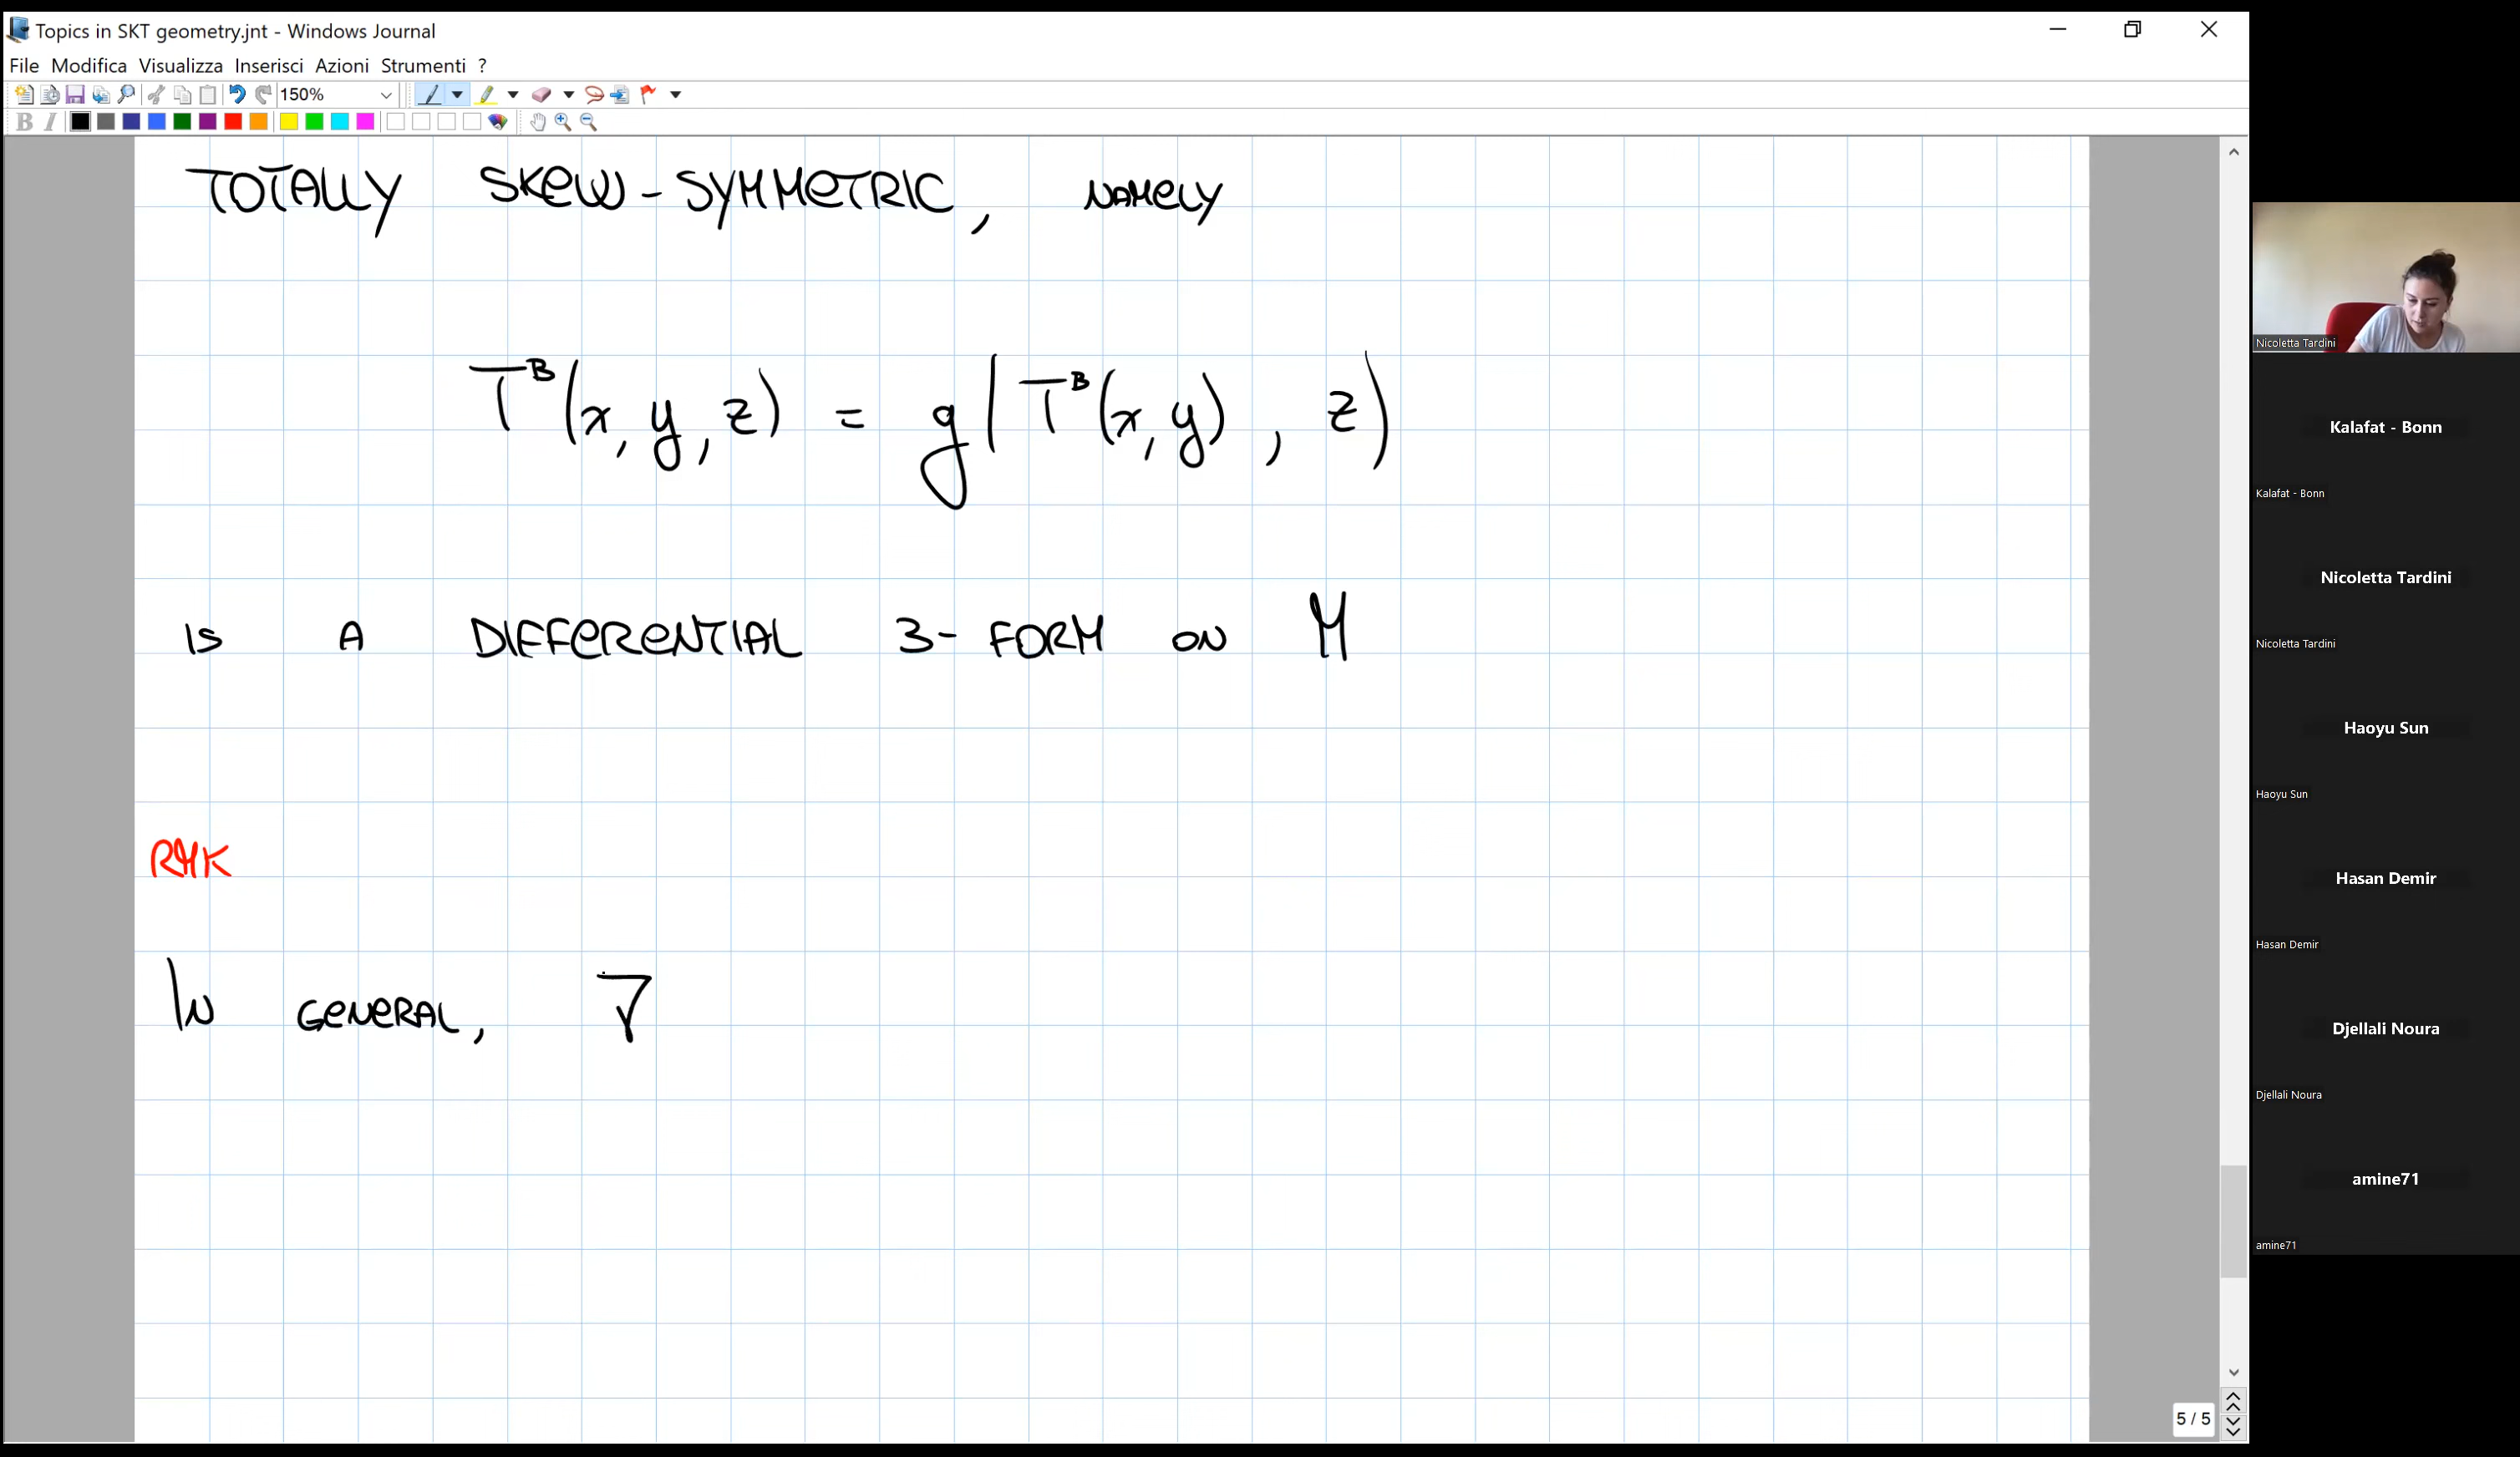 Topics in SKT geometry.jnt - Windows Journal
File Modifica Visualizza Inserisci Azioni Strumenti ?
150%
B I
TOTALLY SKEW-SYMMETRIC, NAMELY
T^B(x, y, z) = g(T^B(x, y), z)
IS A DIFFERENTIAL 3-FORM ON M
RMK
IN GENERAL, ∇
5 / 5
Nicoletta Tardini
Kalafat - Bonn
Kalafat - Bonn
Nicoletta Tardini
Nicoletta Tardini
Haoyu Sun
Haoyu Sun
Hasan Demir
Hasan Demir
Djellali Noura
Djellali Noura
amine71
amine71